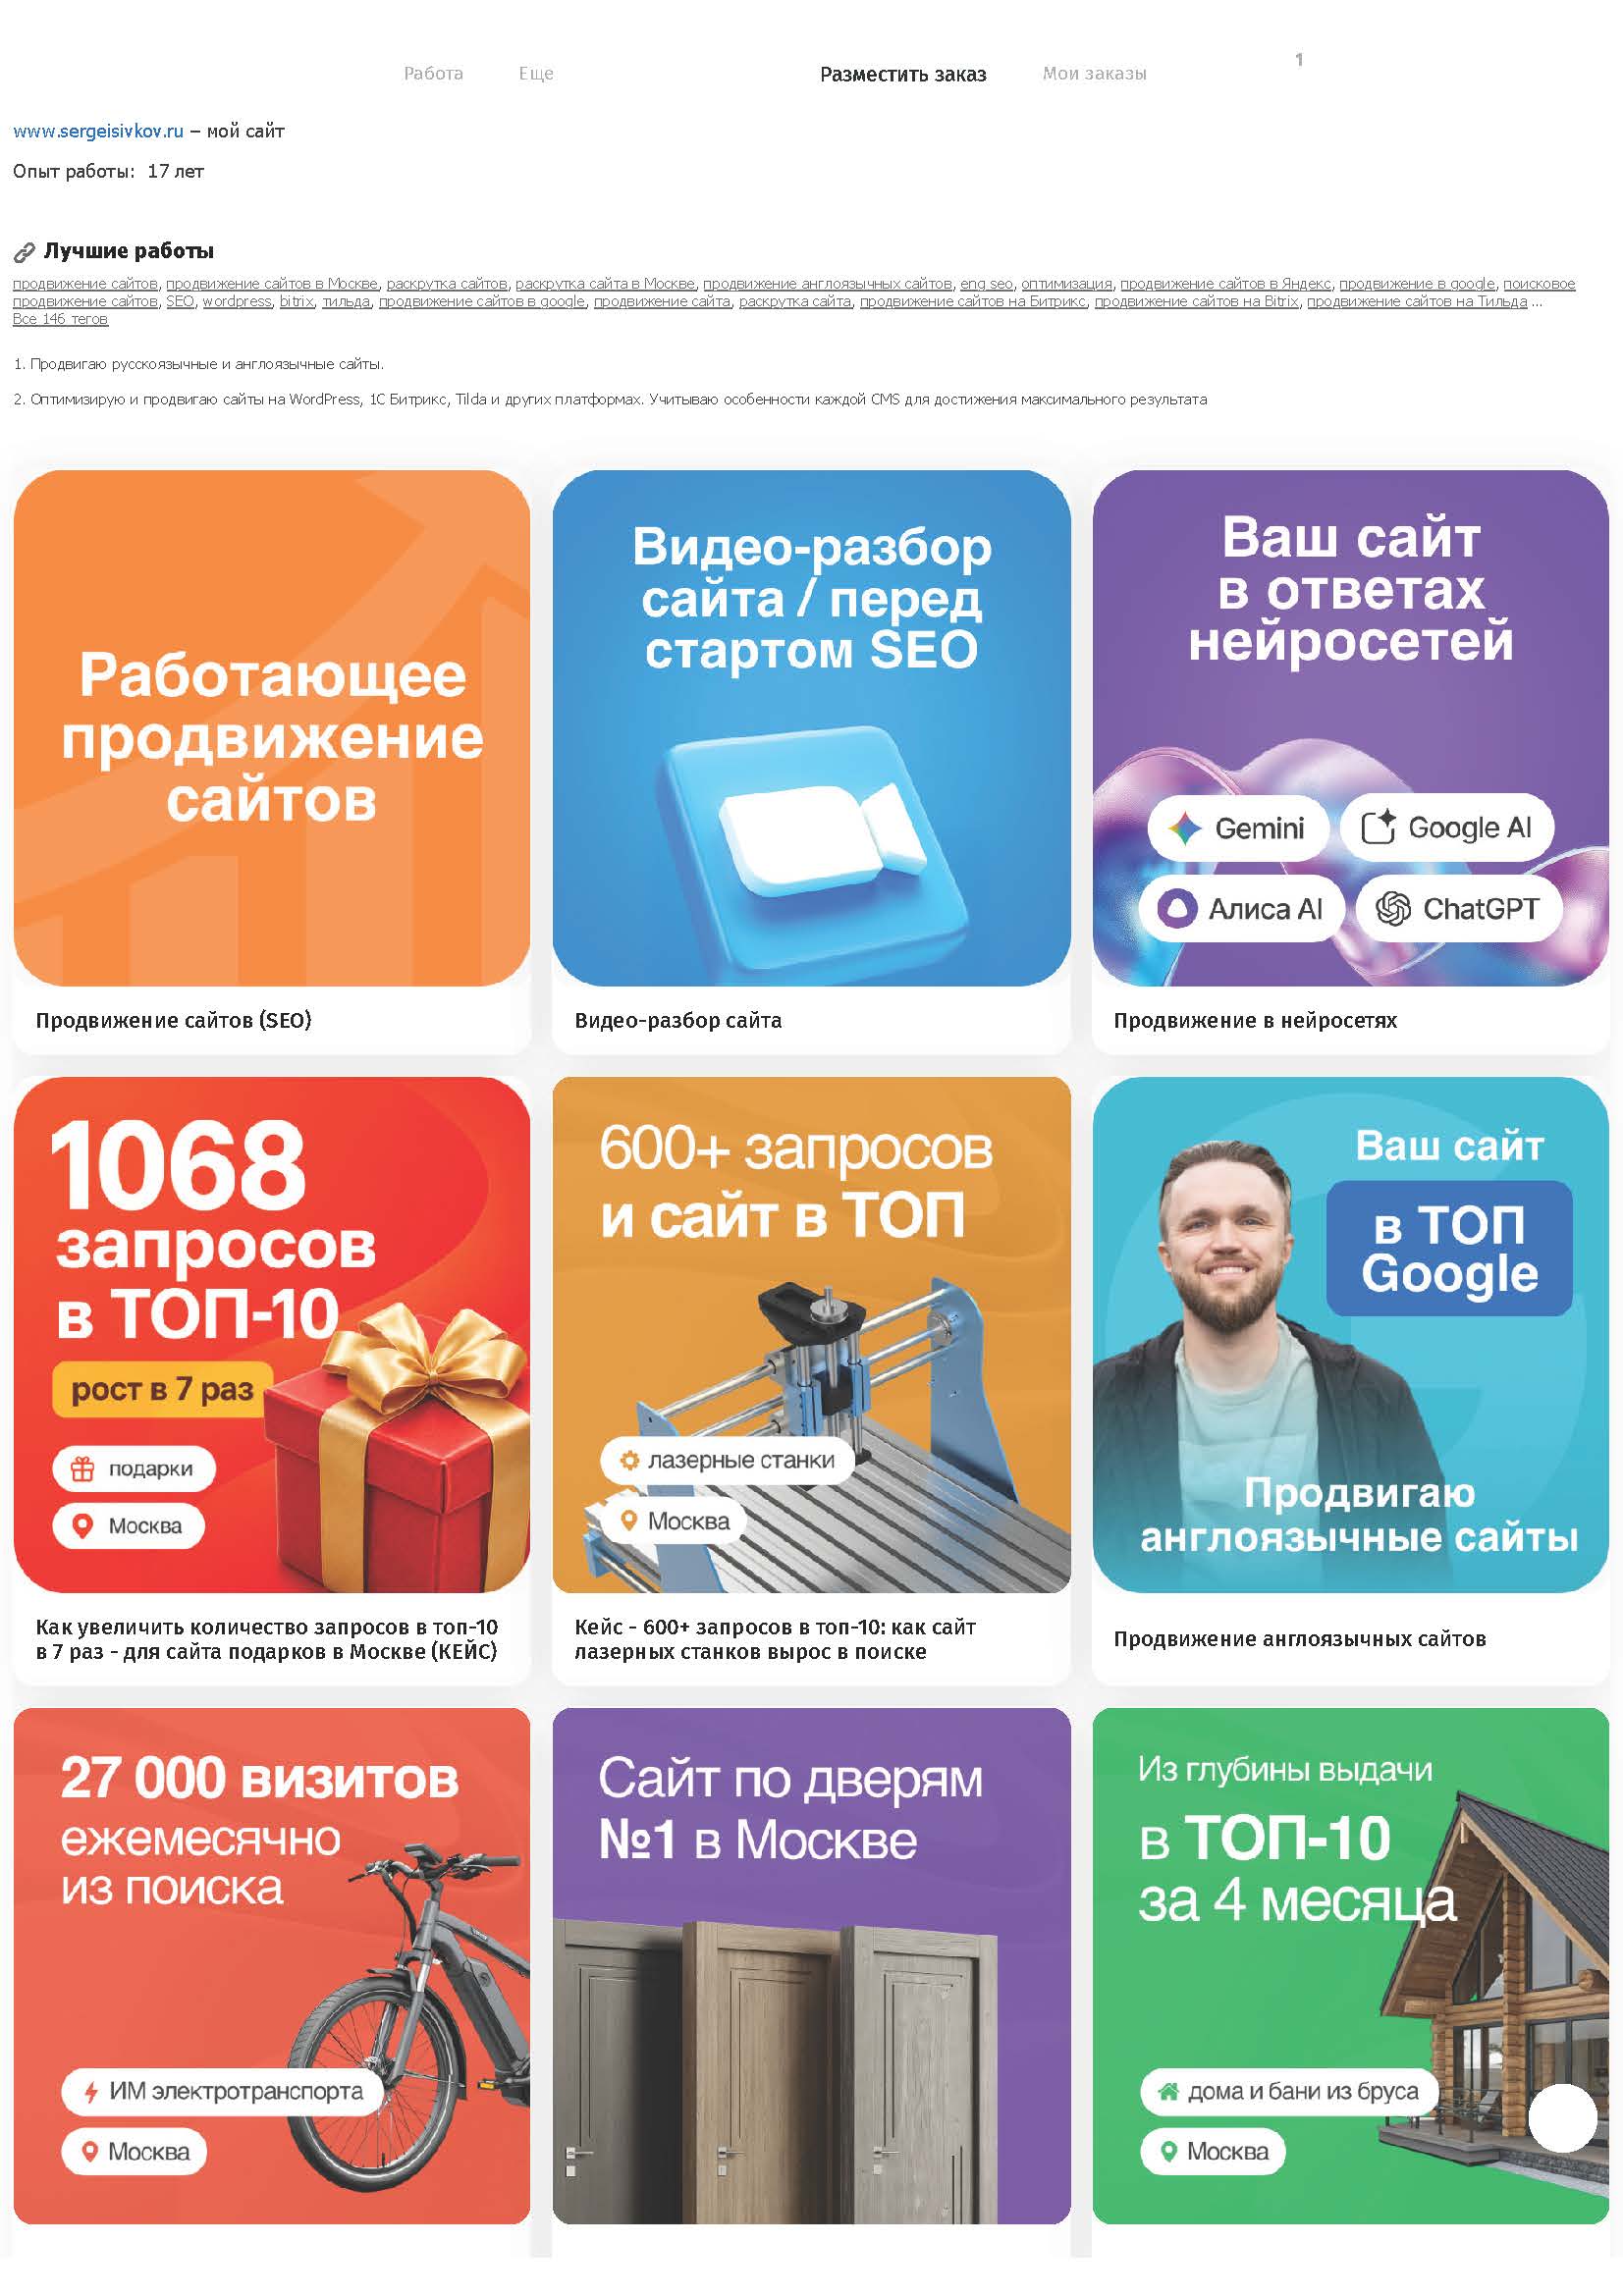 Работа Еще Разместить заказ Мои заказы 1
www.sergeisivkov.ru – мой сайт
Опыт работы: 17 лет
Лучшие работы
продвижение сайтов, продвижение сайтов в Москве, раскрутка сайтов, раскрутка сайта в Москве, продвижение англоязычных сайтов, eng seo, оптимизация, продвижение сайтов в Яндекс, продвижение в google, поисковое
продвижение сайтов, SEO, wordpress, bitrix, тильда, продвижение сайтов в google, продвижение сайта, раскрутка сайта, продвижение сайтов на Битрикс, продвижение сайтов на Bitrix, продвижение сайтов на Тильда ...
Все 146 тегов
1. Продвигаю русскоязычные и англоязычные сайты.
2. Оптимизирую и продвигаю сайты на WordPress, 1С Битрикс, Tilda и других платформах. Учитываю особенности каждой CMS для достижения максимального результата
Работающее
продвижение
сайтов
Продвижение сайтов (SEO)
Видео-разбор
сайта / перед
стартом SEO
Видео-разбор сайта
Ваш сайт
в ответах
нейросетей
Gemini
Google AI
Алиса AI
ChatGPT
Продвижение в нейросетях
1068
запросов
в ТОП-10
рост в 7 раз
подарки
Москва
Как увеличить количество запросов в топ-10
в 7 раз - для сайта подарков в Москве (КЕЙС)
600+ запросов
и сайт в ТОП
лазерные станки
Москва
Кейс - 600+ запросов в топ-10: как сайт
лазерных станков вырос в поиске
Ваш сайт
в ТОП
Google
Продвигаю
англоязычные сайты
Продвижение англоязычных сайтов
27 000 визитов
ежемесячно
из поиска
ИМ электротранспорта
Москва
Сайт по дверям
№1 в Москве
Из глубины выдачи
в ТОП-10
за 4 месяца
дома и бани из бруса
Москва